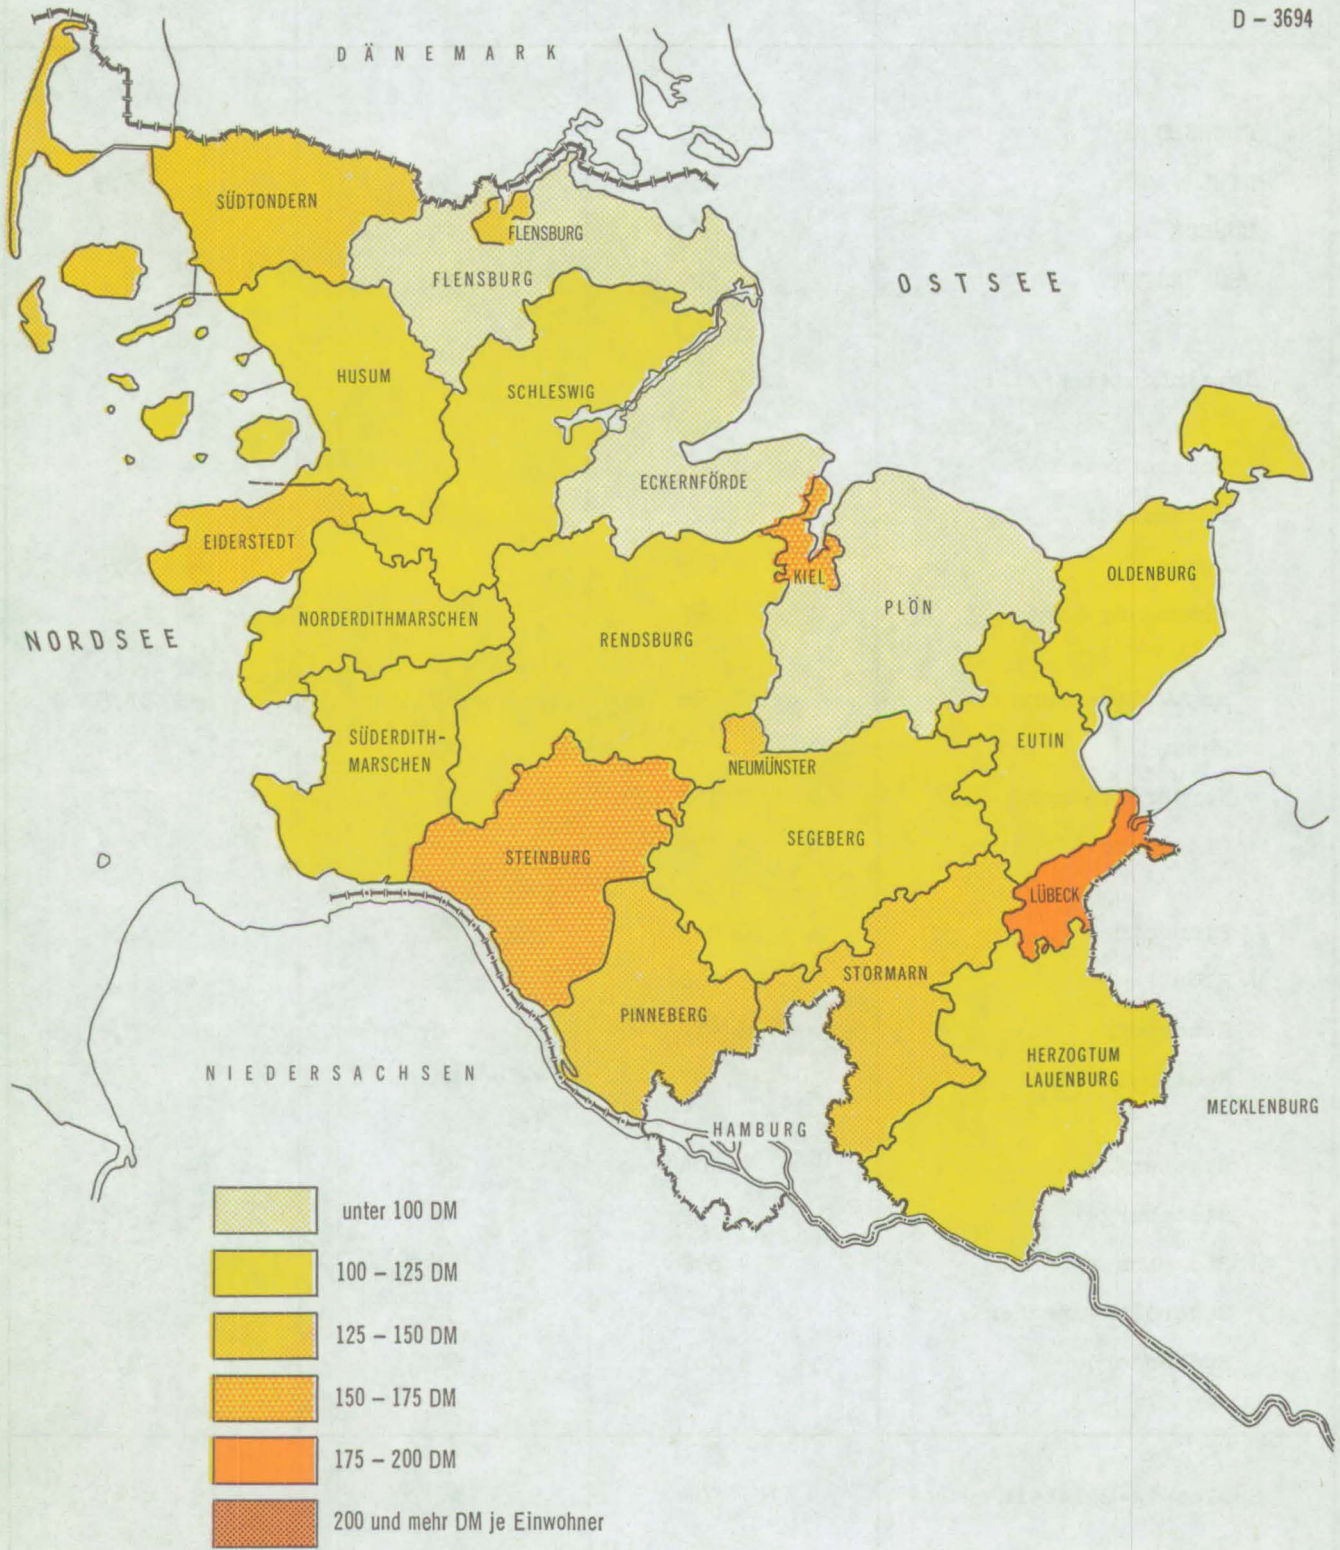 D – 3694
DÄNEMARK
SÜDTONDERN
FLENSBURG
FLENSBURG
OSTSEE
HUSUM
SCHLESWIG
ECKERNFÖRDE
EIDERSTEDT
KIEL
OLDENBURG
NORDERDITHMARSCHEN
PLÖN
NORDSEE
RENDSBURG
SÜDERDITH-
MARSCHEN
EUTIN
NEUMÜNSTER
SEGEBERG
STEINBURG
LÜBECK
STORMARN
PINNEBERG
HERZOGTUM
LAUENBURG
NIEDERSACHSEN
MECKLENBURG
HAMBURG
unter 100 DM
100 – 125 DM
125 – 150 DM
150 – 175 DM
175 – 200 DM
200 und mehr DM je Einwohner